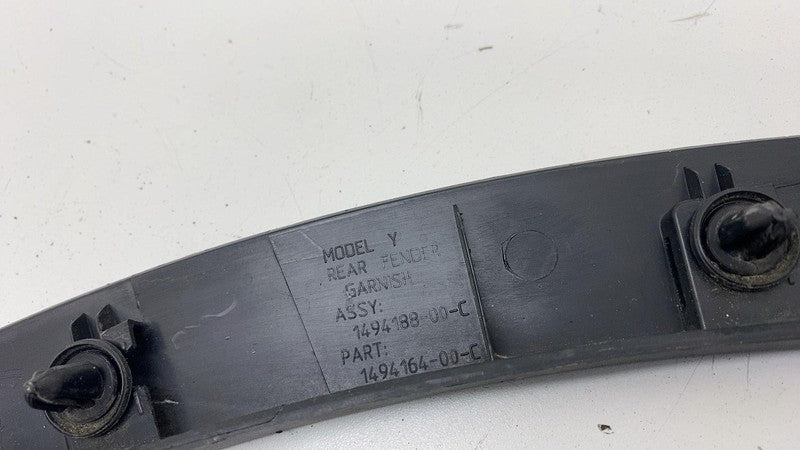 MODEL Y
REAR FENDER
GARNISH
ASSY:
1494188-00-C
PART:
1494164-00-C